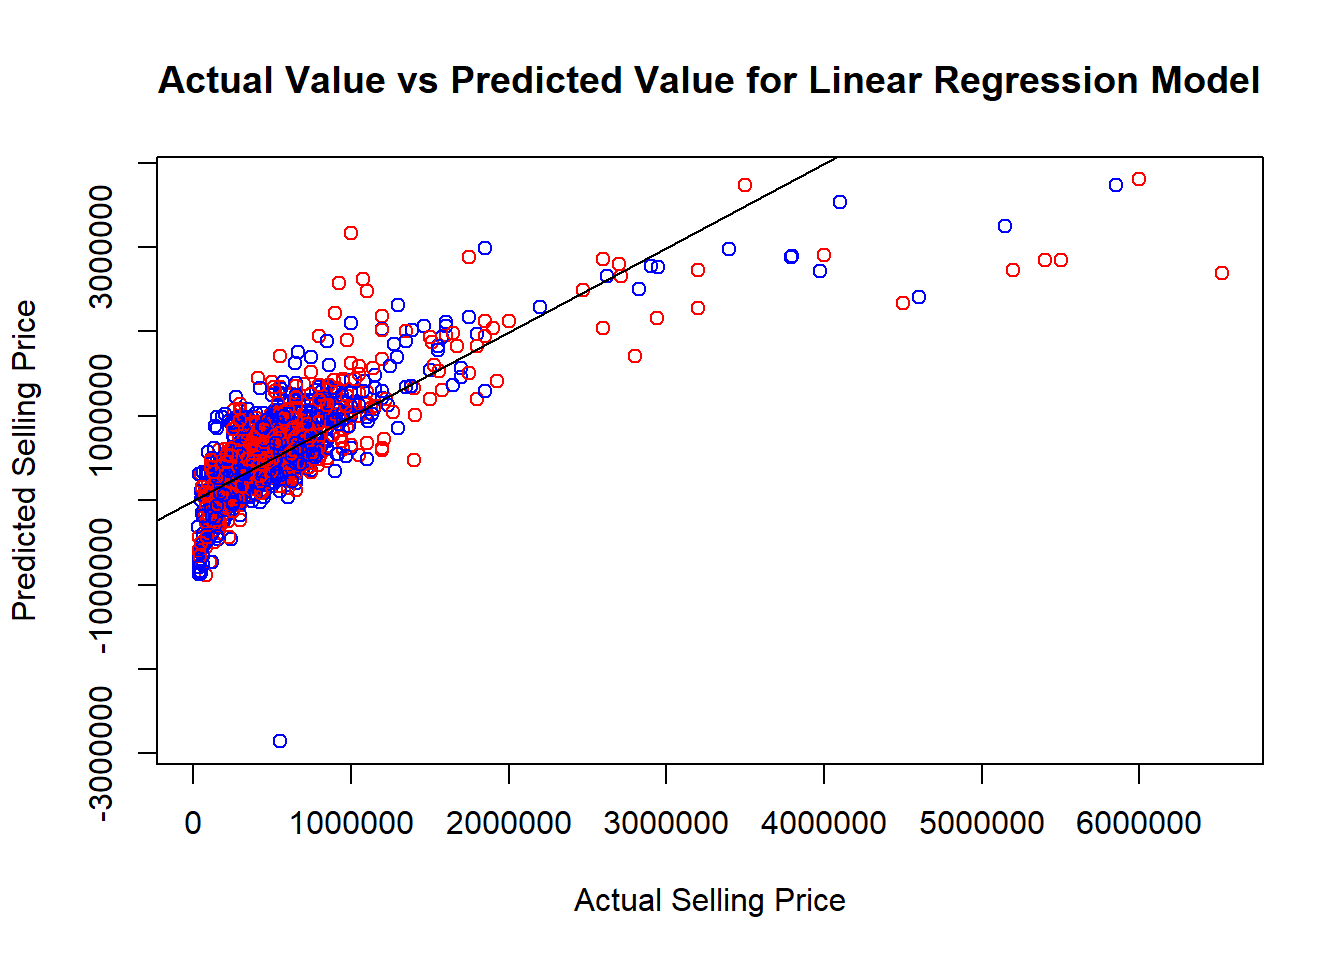 Actual Value vs Predicted Value for Linear Regression Model
Predicted Selling Price
3000000
1000000
-1000000
-3000000
0 1000000 2000000 3000000 4000000 5000000 6000000
Actual Selling Price